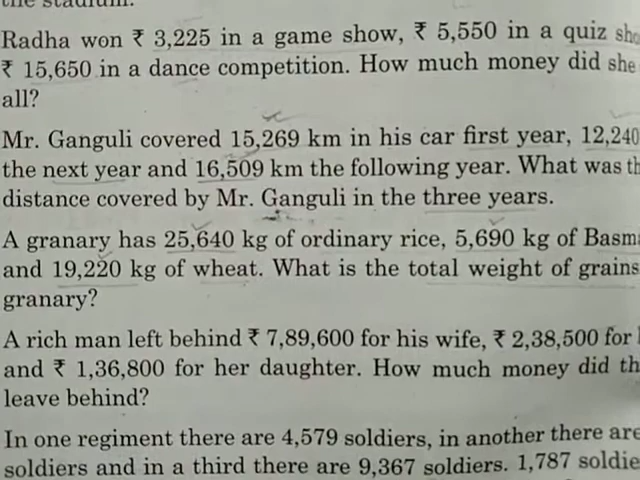 the stadium.
Radha won ₹ 3,225 in a game show, ₹ 5,550 in a quiz
₹ 15,650 in a dance competition. How much money did she
all?
Mr. Ganguli covered 15,269 km in his car first year, 12,240
the next year and 16,509 km the following year. What was
distance covered by Mr. Ganguli in the three years.
A granary has 25,640 kg of ordinary rice, 5,690 kg of
and 19,220 kg of wheat. What is the total weight of grains
granary?
A rich man left behind ₹ 7,89,600 for his wife, ₹ 2,38,500 for
and ₹ 1,36,800 for her daughter. How much money did
leave behind?
In one regiment there are 4,579 soldiers, in another there are
soldiers and in a third there are 9,367 soldiers. 1,787